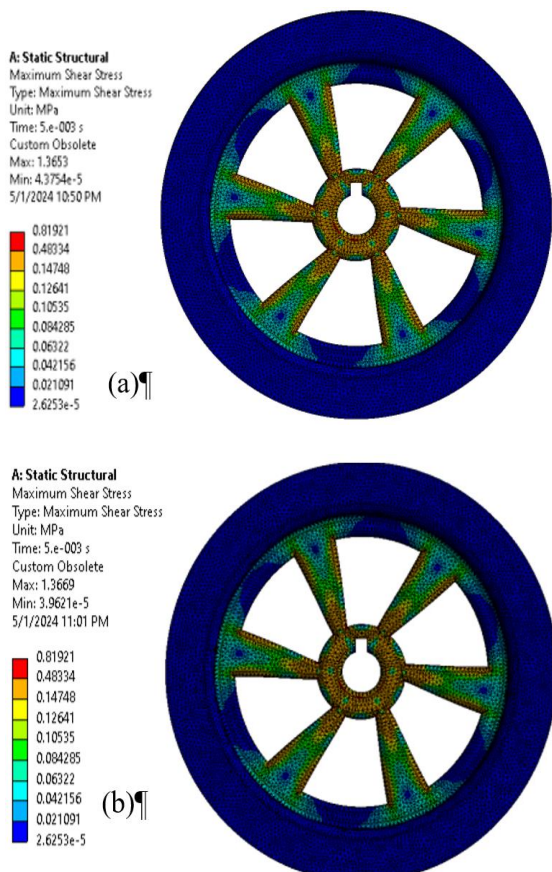 A: Static Structural
Maximum Shear Stress
Type: Maximum Shear Stress
Unit: MPa
Time: 5.e-003 s
Custom Obsolete
Max: 1.3653
Min: 4.3754e-5
5/1/2024 10:50 PM
0.81921
0.48334
0.14748
0.12641
0.10535
0.084285
0.06322
0.042156
0.021091
2.6253e-5
(a)¶
A: Static Structural
Maximum Shear Stress
Type: Maximum Shear Stress
Unit: MPa
Time: 5.e-003 s
Custom Obsolete
Max: 1.3669
Min: 3.9621e-5
5/1/2024 11:01 PM
0.81921
0.48334
0.14748
0.12641
0.10535
0.084285
0.06322
0.042156
0.021091
2.6253e-5
(b)¶